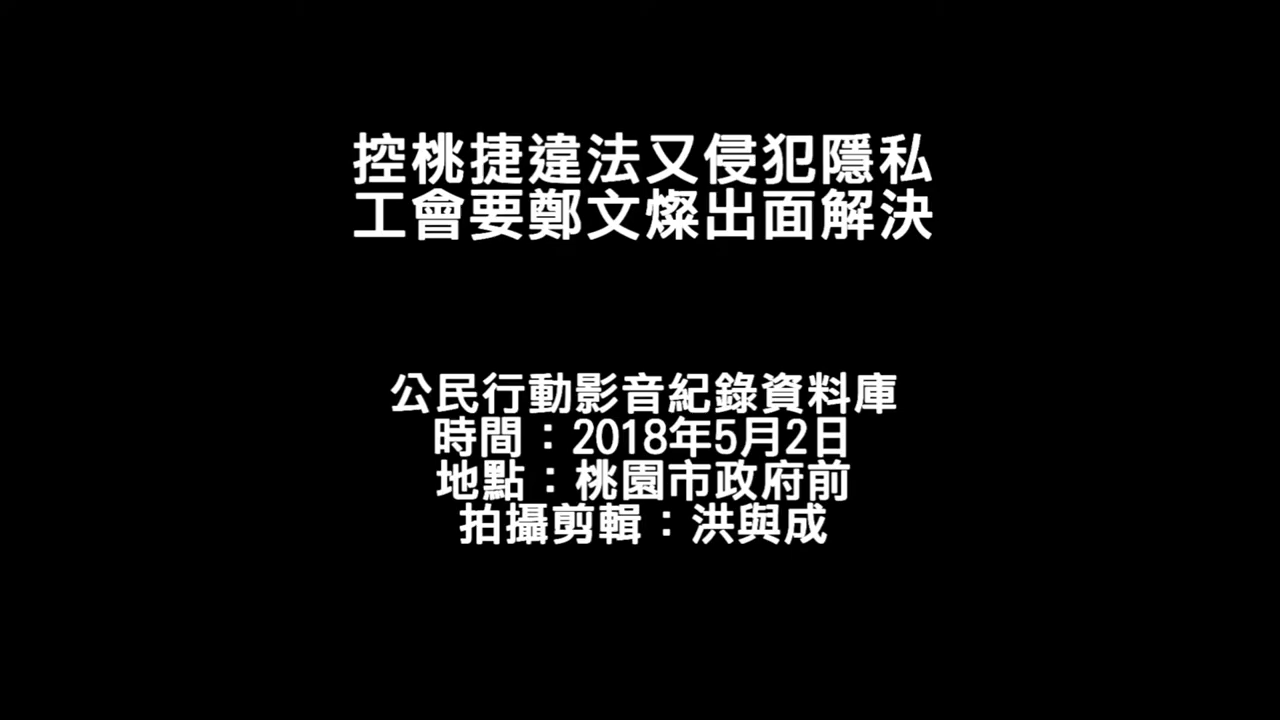 控桃捷違法又侵犯隱私
工會要鄭文燦出面解決
公民行動影音紀錄資料庫
時間：2018年5月2日
地點：桃園市政府前
拍攝剪輯：洪與成